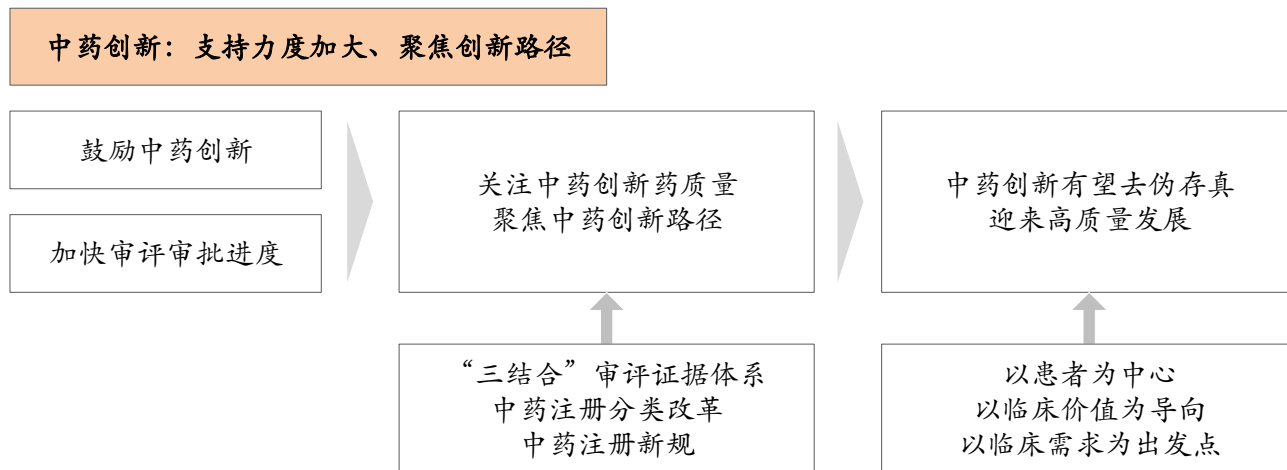 中药创新：支持力度加大、聚焦创新路径
鼓励中药创新
加快审评审批进度
关注中药创新药质量
聚焦中药创新路径
中药创新有望去伪存真
迎来高质量发展
“三结合”审评证据体系
中药注册分类改革
中药注册新规
以患者为中心
以临床价值为导向
以临床需求为出发点